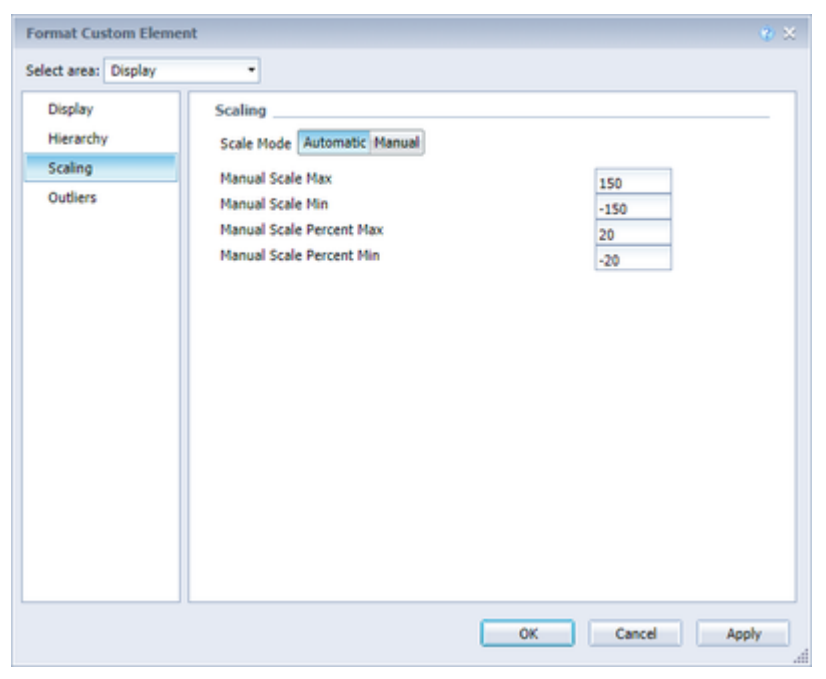 Format Custom Element
Select area: Display
Display
Hierarchy
Scaling
Outliers
Scaling
Scale Mode Automatic Manual
Manual Scale Max 150
Manual Scale Min -150
Manual Scale Percent Max 20
Manual Scale Percent Min -20
OK Cancel Apply